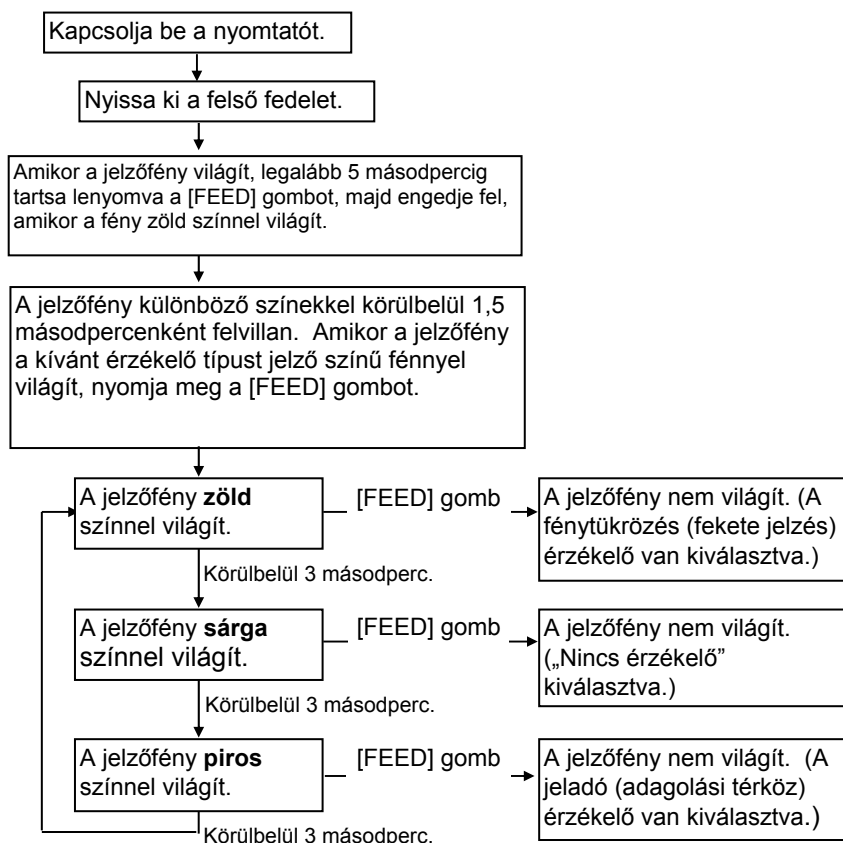 Kapcsolja be a nyomtatót.
Nyissa ki a felső fedelet.
Amikor a jelzőfény világít, legalább 5 másodpercig
tartsa lenyomva a [FEED] gombot, majd engedje fel,
amikor a fény zöld színnel világít.
A jelzőfény különböző színekkel körülbelül 1,5
másodpercenként felvillan. Amikor a jelzőfény
a kívánt érzékelő típust jelző színű fénnyel
világít, nyomja meg a [FEED] gombot.
A jelzőfény zöld
színnel világít.
[FEED] gomb
A jelzőfény nem világít. (A
fénytükrözés (fekete jelzés)
érzékelő van kiválasztva.)
Körülbelül 3 másodperc.
A jelzőfény sárga
színnel világít.
[FEED] gomb
A jelzőfény nem világít.
(„Nincs érzékelő”
kiválasztva.)
Körülbelül 3 másodperc.
A jelzőfény piros
színnel világít.
[FEED] gomb
A jelzőfény nem világít. (A
jeladó (adagolási térköz)
érzékelő van kiválasztva.)
Körülbelül 3 másodperc.